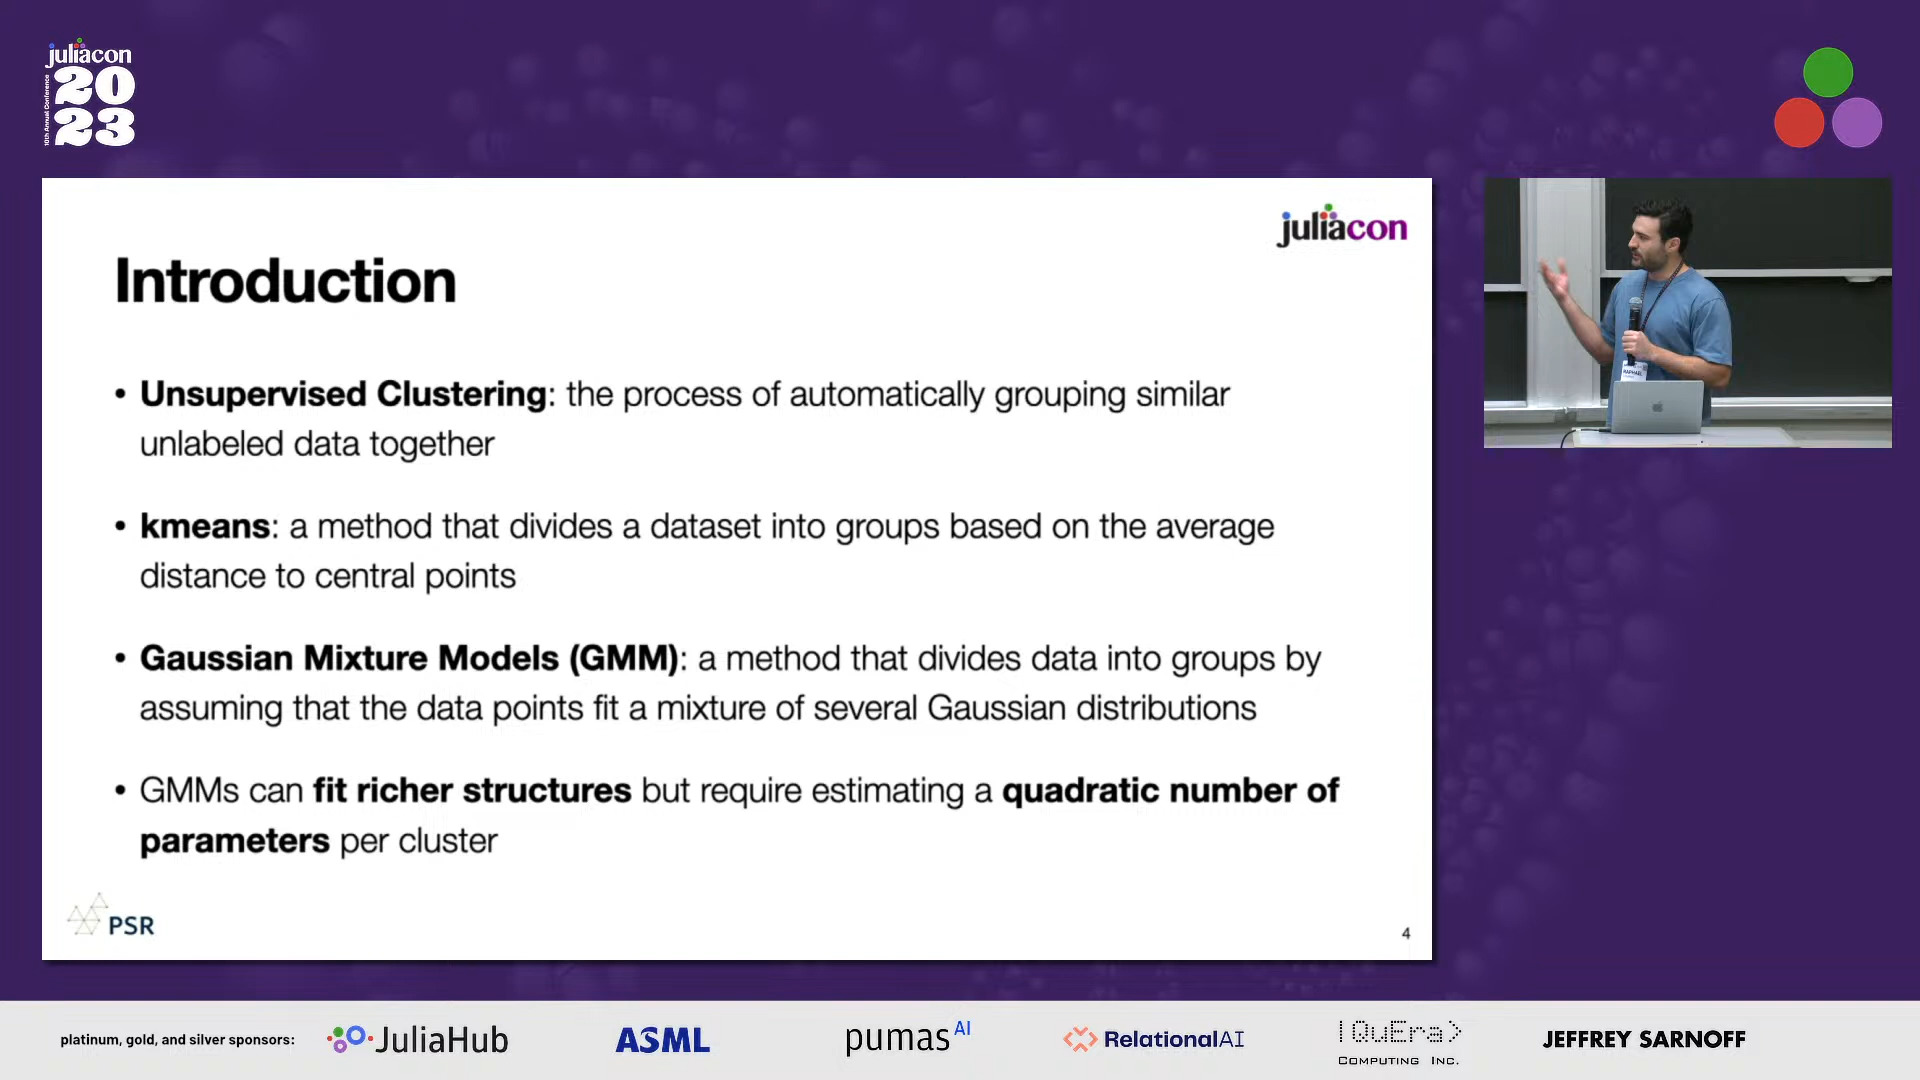 juliacon
10th Annual Conference
20
23
juliacon
Introduction
• Unsupervised Clustering: the process of automatically grouping similar
unlabeled data together
• kmeans: a method that divides a dataset into groups based on the average
distance to central points
• Gaussian Mixture Models (GMM): a method that divides data into groups by
assuming that the data points fit a mixture of several Gaussian distributions
• GMMs can fit richer structures but require estimating a quadratic number of
parameters per cluster
PSR
4
RAPHAEL
platinum, gold, and silver sponsors:
JuliaHub
ASML
pumasAI
RelationalAI
|QuEra>
COMPUTING INC.
JEFFREY SARNOFF